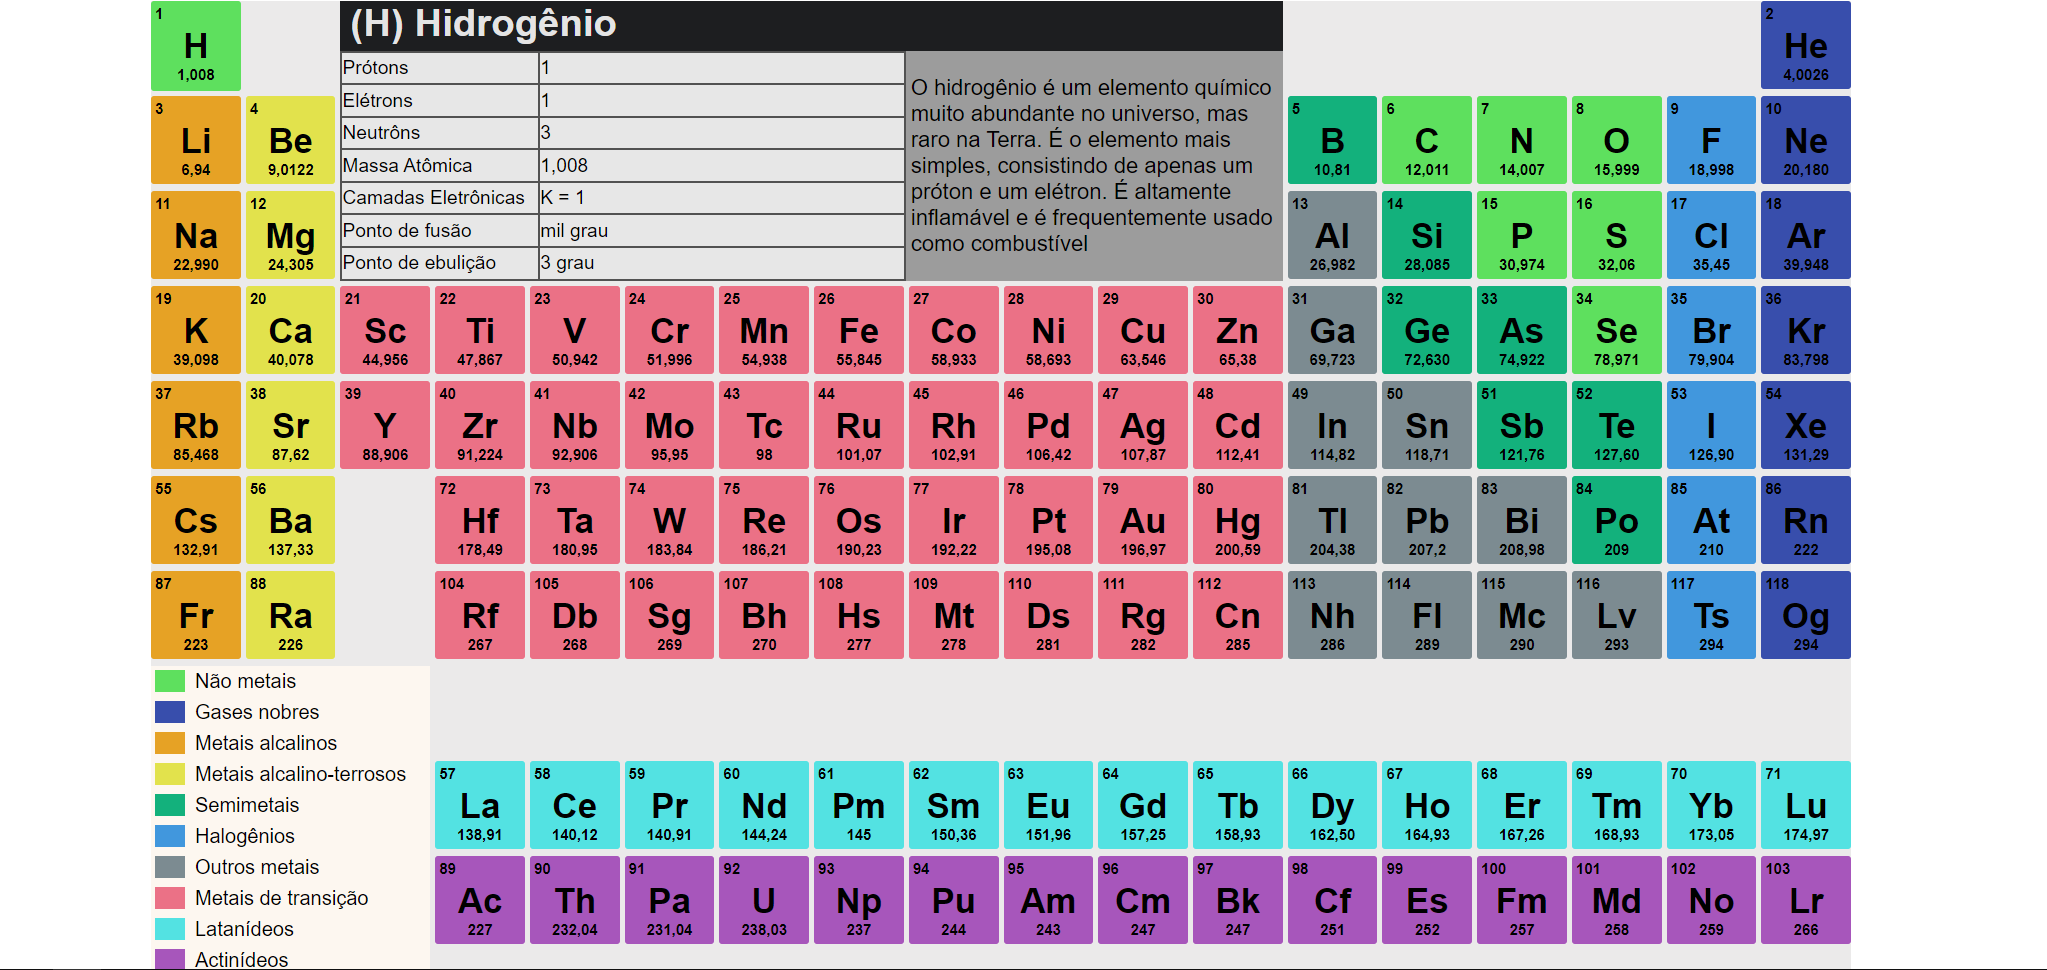 (H) Hidrogênio
Prótons 1
Elétrons 1
Neutrôns 3
Massa Atômica 1,008
Camadas Eletrônicas K = 1
Ponto de fusão mil grau
Ponto de ebulição 3 grau
O hidrogênio é um elemento químico
muito abundante no universo, mas
raro na Terra. É o elemento mais
simples, consistindo de apenas um
próton e um elétron. É altamente
inflamável e é frequentemente usado
como combustível
1 2
H He
1,008 4,0026
3 4 5 6 7 8 9 10
Li Be B C N O F Ne
6,94 9,0122 10,81 12,011 14,007 15,999 18,998 20,180
11 12 13 14 15 16 17 18
Na Mg Al Si P S Cl Ar
22,990 24,305 26,982 28,085 30,974 32,06 35,45 39,948
19 20 21 22 23 24 25 26 27 28 29 30 31 32 33 34 35 36
K Ca Sc Ti V Cr Mn Fe Co Ni Cu Zn Ga Ge As Se Br Kr
39,098 40,078 44,956 47,867 50,942 51,996 54,938 55,845 58,933 58,693 63,546 65,38 69,723 72,630 74,922 78,971 79,904 83,798
37 38 39 40 41 42 43 44 45 46 47 48 49 50 51 52 53 54
Rb Sr Y Zr Nb Mo Tc Ru Rh Pd Ag Cd In Sn Sb Te I Xe
85,468 87,62 88,906 91,224 92,906 95,95 98 101,07 102,91 106,42 107,87 112,41 114,82 118,71 121,76 127,60 126,90 131,29
55 56 72 73 74 75 76 77 78 79 80 81 82 83 84 85 86
Cs Ba Hf Ta W Re Os Ir Pt Au Hg Tl Pb Bi Po At Rn
132,91 137,33 178,49 180,95 183,84 186,21 190,23 192,22 195,08 196,97 200,59 204,38 207,2 208,98 209 210 222
87 88 104 105 106 107 108 109 110 111 112 113 114 115 116 117 118
Fr Ra Rf Db Sg Bh Hs Mt Ds Rg Cn Nh Fl Mc Lv Ts Og
223 226 267 268 269 270 277 278 281 282 285 286 289 290 293 294 294
Não metais
Gases nobres
Metais alcalinos
Metais alcalino-terrosos
Semimetais
Halogênios
Outros metais
Metais de transição
Latanídeos
Actinídeos
57 58 59 60 61 62 63 64 65 66 67 68 69 70 71
La Ce Pr Nd Pm Sm Eu Gd Tb Dy Ho Er Tm Yb Lu
138,91 140,12 140,91 144,24 145 150,36 151,96 157,25 158,93 162,50 164,93 167,26 168,93 173,05 174,97
89 90 91 92 93 94 95 96 97 98 99 100 101 102 103
Ac Th Pa U Np Pu Am Cm Bk Cf Es Fm Md No Lr
227 232,04 231,04 238,03 237 244 243 247 247 251 252 257 258 259 266